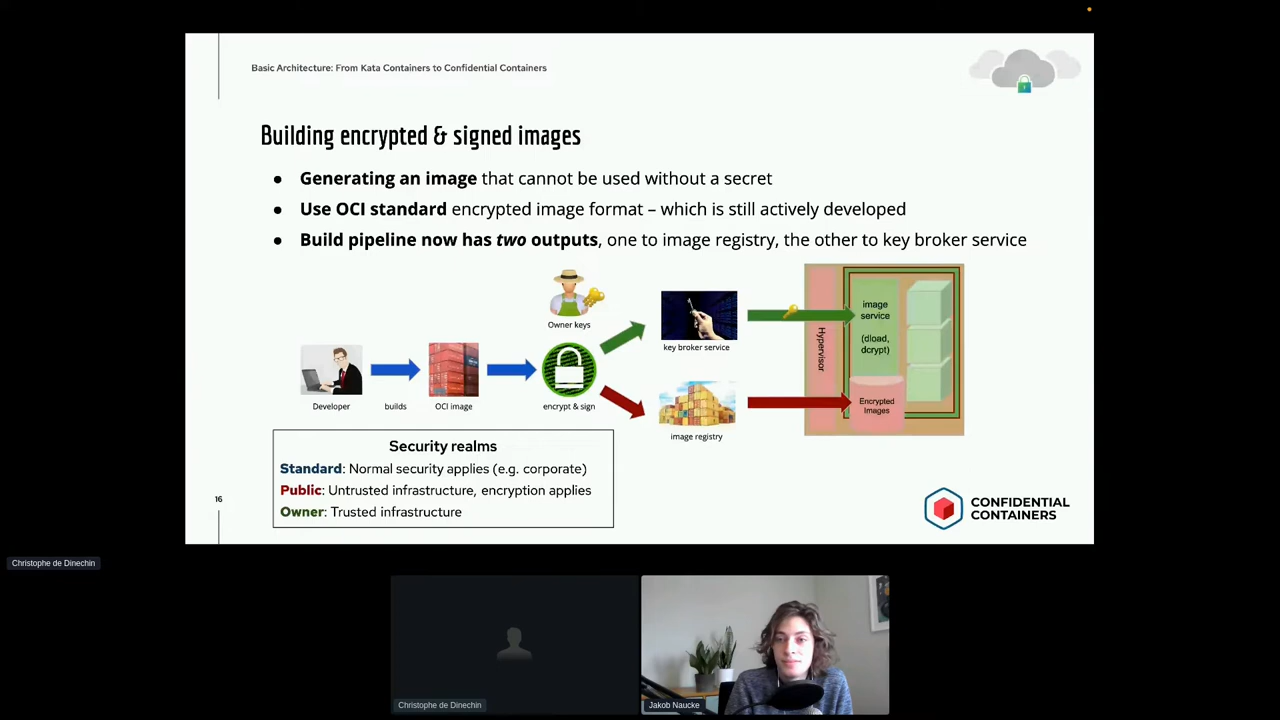 Basic Architecture: From Kata Containers to Confidential Containers
Building encrypted & signed images
● Generating an image that cannot be used without a secret
● Use OCI standard encrypted image format – which is still actively developed
● Build pipeline now has two outputs, one to image registry, the other to key broker service
Owner keys
key broker service
Developer
builds
OCI image
encrypt & sign
image registry
Hypervisor
image
service
(dload,
dcrypt)
Encrypted
Images
Security realms
Standard: Normal security applies (e.g. corporate)
Public: Untrusted infrastructure, encryption applies
Owner: Trusted infrastructure
16
CONFIDENTIAL
CONTAINERS
Christophe de Dinechin
Christophe de Dinechin
Jakob Naucke